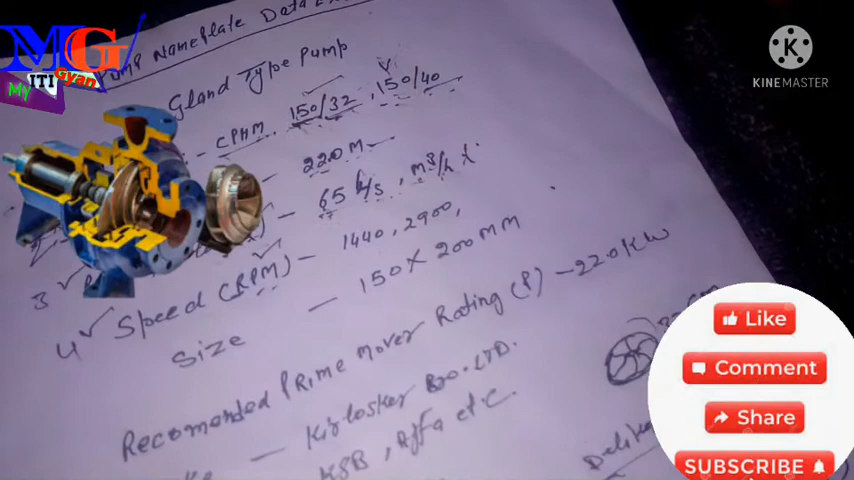 MG
My ITI Gyan
KINEMASTER
Pump Nameplate Data
Gland Type Pump
- CPHM 150/32, 150/40
- 220 M
- 65 l/s, m3/h
3
4 Speed (RPM) - 1440, 2900,
Size - 150 X 200 MM
Recomended PRime mover Rating (P) - 220 KW
- Kirlosker Bro. LTD.
KSB, Alfa etc.
Like
Comment
Share
SUBSCRIBE